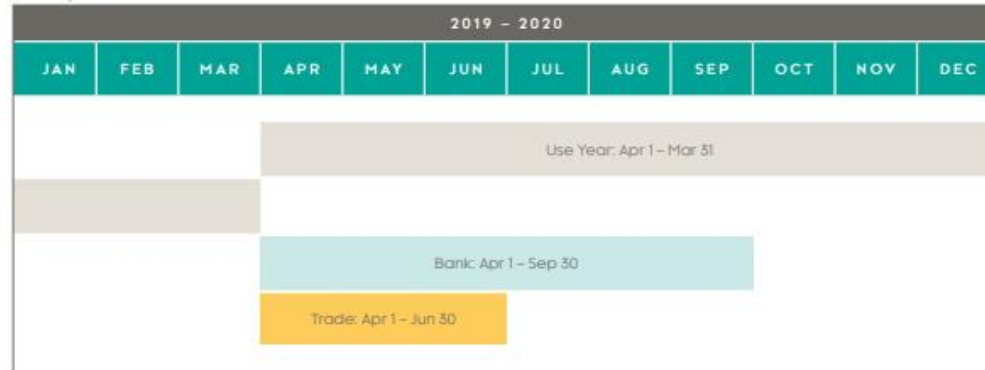 2019 – 2020
JAN FEB MAR APR MAY JUN JUL AUG SEP OCT NOV DEC
Use Year: Apr 1 – Mar 31
Bank: Apr 1 – Sep 30
Trade: Apr 1 – Jun 30